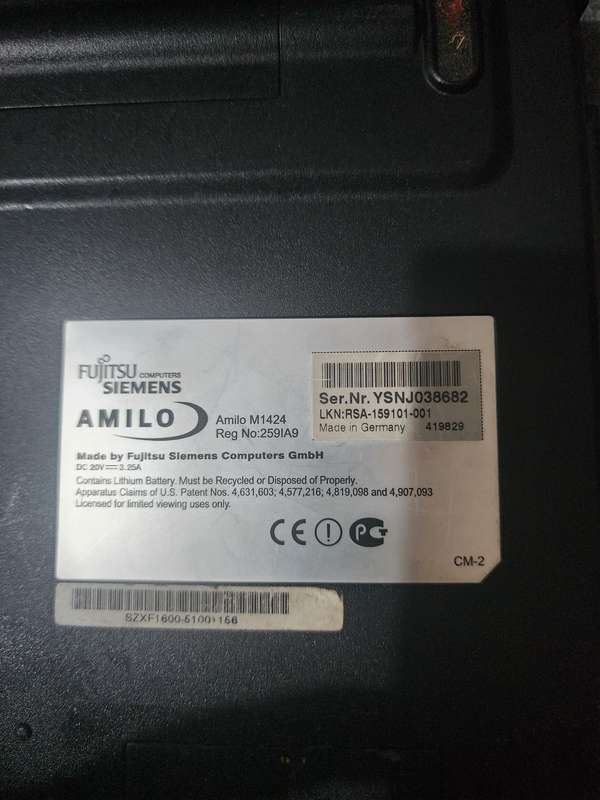 FUJITSU COMPUTERS
SIEMENS
AMILO
Amilo M1424
Reg No:259IA9
Ser.Nr. YSNJ038682
LKN:RSA-159101-001
Made in Germany 419829
Made by Fujitsu Siemens Computers GmbH
DC 20V⎓3.25A
Contains Lithium Battery. Must be Recycled or Disposed of Properly.
Apparatus Claims of U.S. Patent Nos. 4,631,603; 4,577,216; 4,819,098 and 4,907,093
Licensed for limited viewing uses only.
CE
CM-2